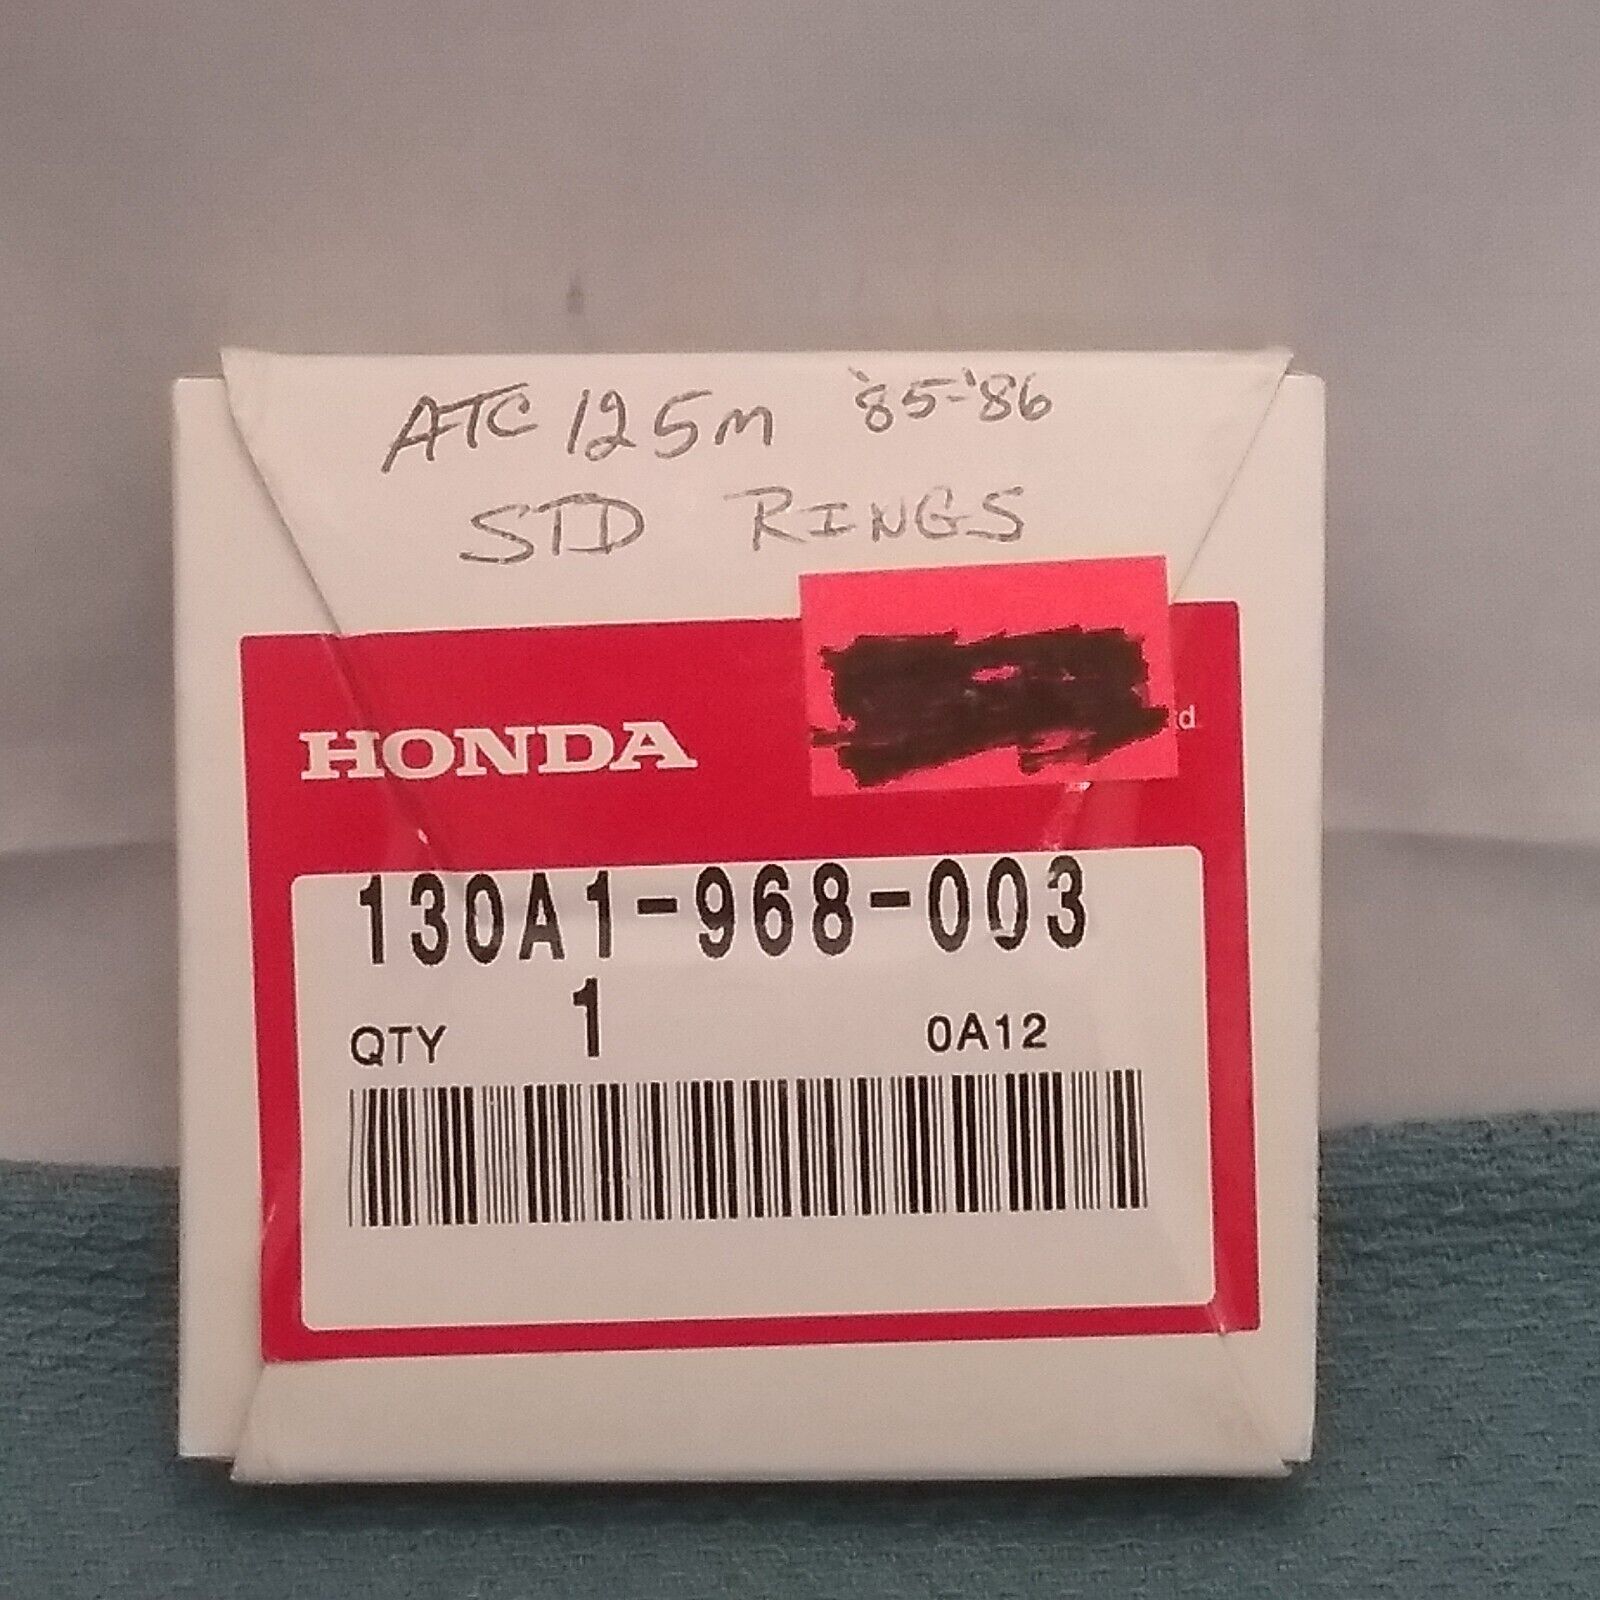 ATC 125m '85-'86
STD RINGS
HONDA
130A1-968-003
QTY 1 0A12